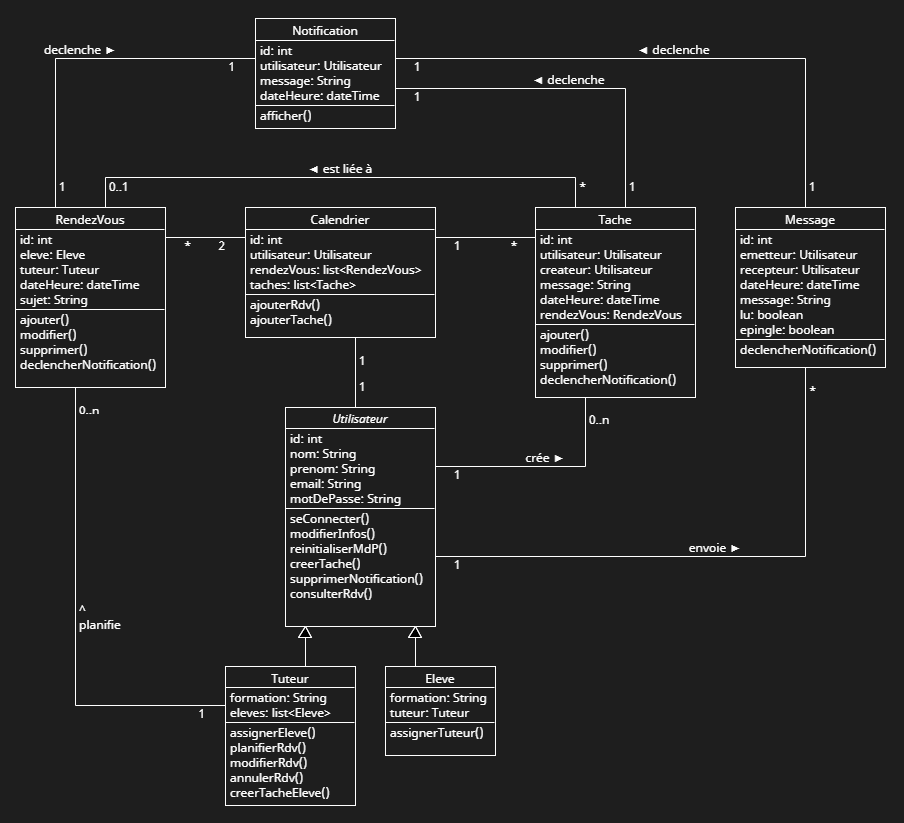 Notification
id: int
utilisateur: Utilisateur
message: String
dateHeure: dateTime
afficher()
declenche ►
1
1
◄ declenche
1
1
◄ declenche
1
1
◄ est liée à
0..1
*
RendezVous
id: int
eleve: Eleve
tuteur: Tuteur
dateHeure: dateTime
sujet: String
ajouter()
modifier()
supprimer()
declencherNotification()
*
2
Calendrier
id: int
utilisateur: Utilisateur
rendezVous: list<RendezVous>
taches: list<Tache>
ajouterRdv()
ajouterTache()
1
*
Tache
id: int
utilisateur: Utilisateur
createur: Utilisateur
message: String
dateHeure: dateTime
rendezVous: RendezVous
ajouter()
modifier()
supprimer()
declencherNotification()
Message
id: int
emetteur: Utilisateur
recepteur: Utilisateur
dateHeure: dateTime
message: String
lu: boolean
epingle: boolean
declencherNotification()
1
1
Utilisateur
id: int
nom: String
prenom: String
email: String
motDePasse: String
seConnecter()
modifierInfos()
reinitialiserMdP()
creerTache()
supprimerNotification()
consulterRdv()
0..n
crée ►
1
*
envoie ►
1
0..n
^
planifie
1
Tuteur
formation: String
eleves: list<Eleve>
assignerEleve()
planifierRdv()
modifierRdv()
annulerRdv()
creerTacheEleve()
Eleve
formation: String
tuteur: Tuteur
assignerTuteur()